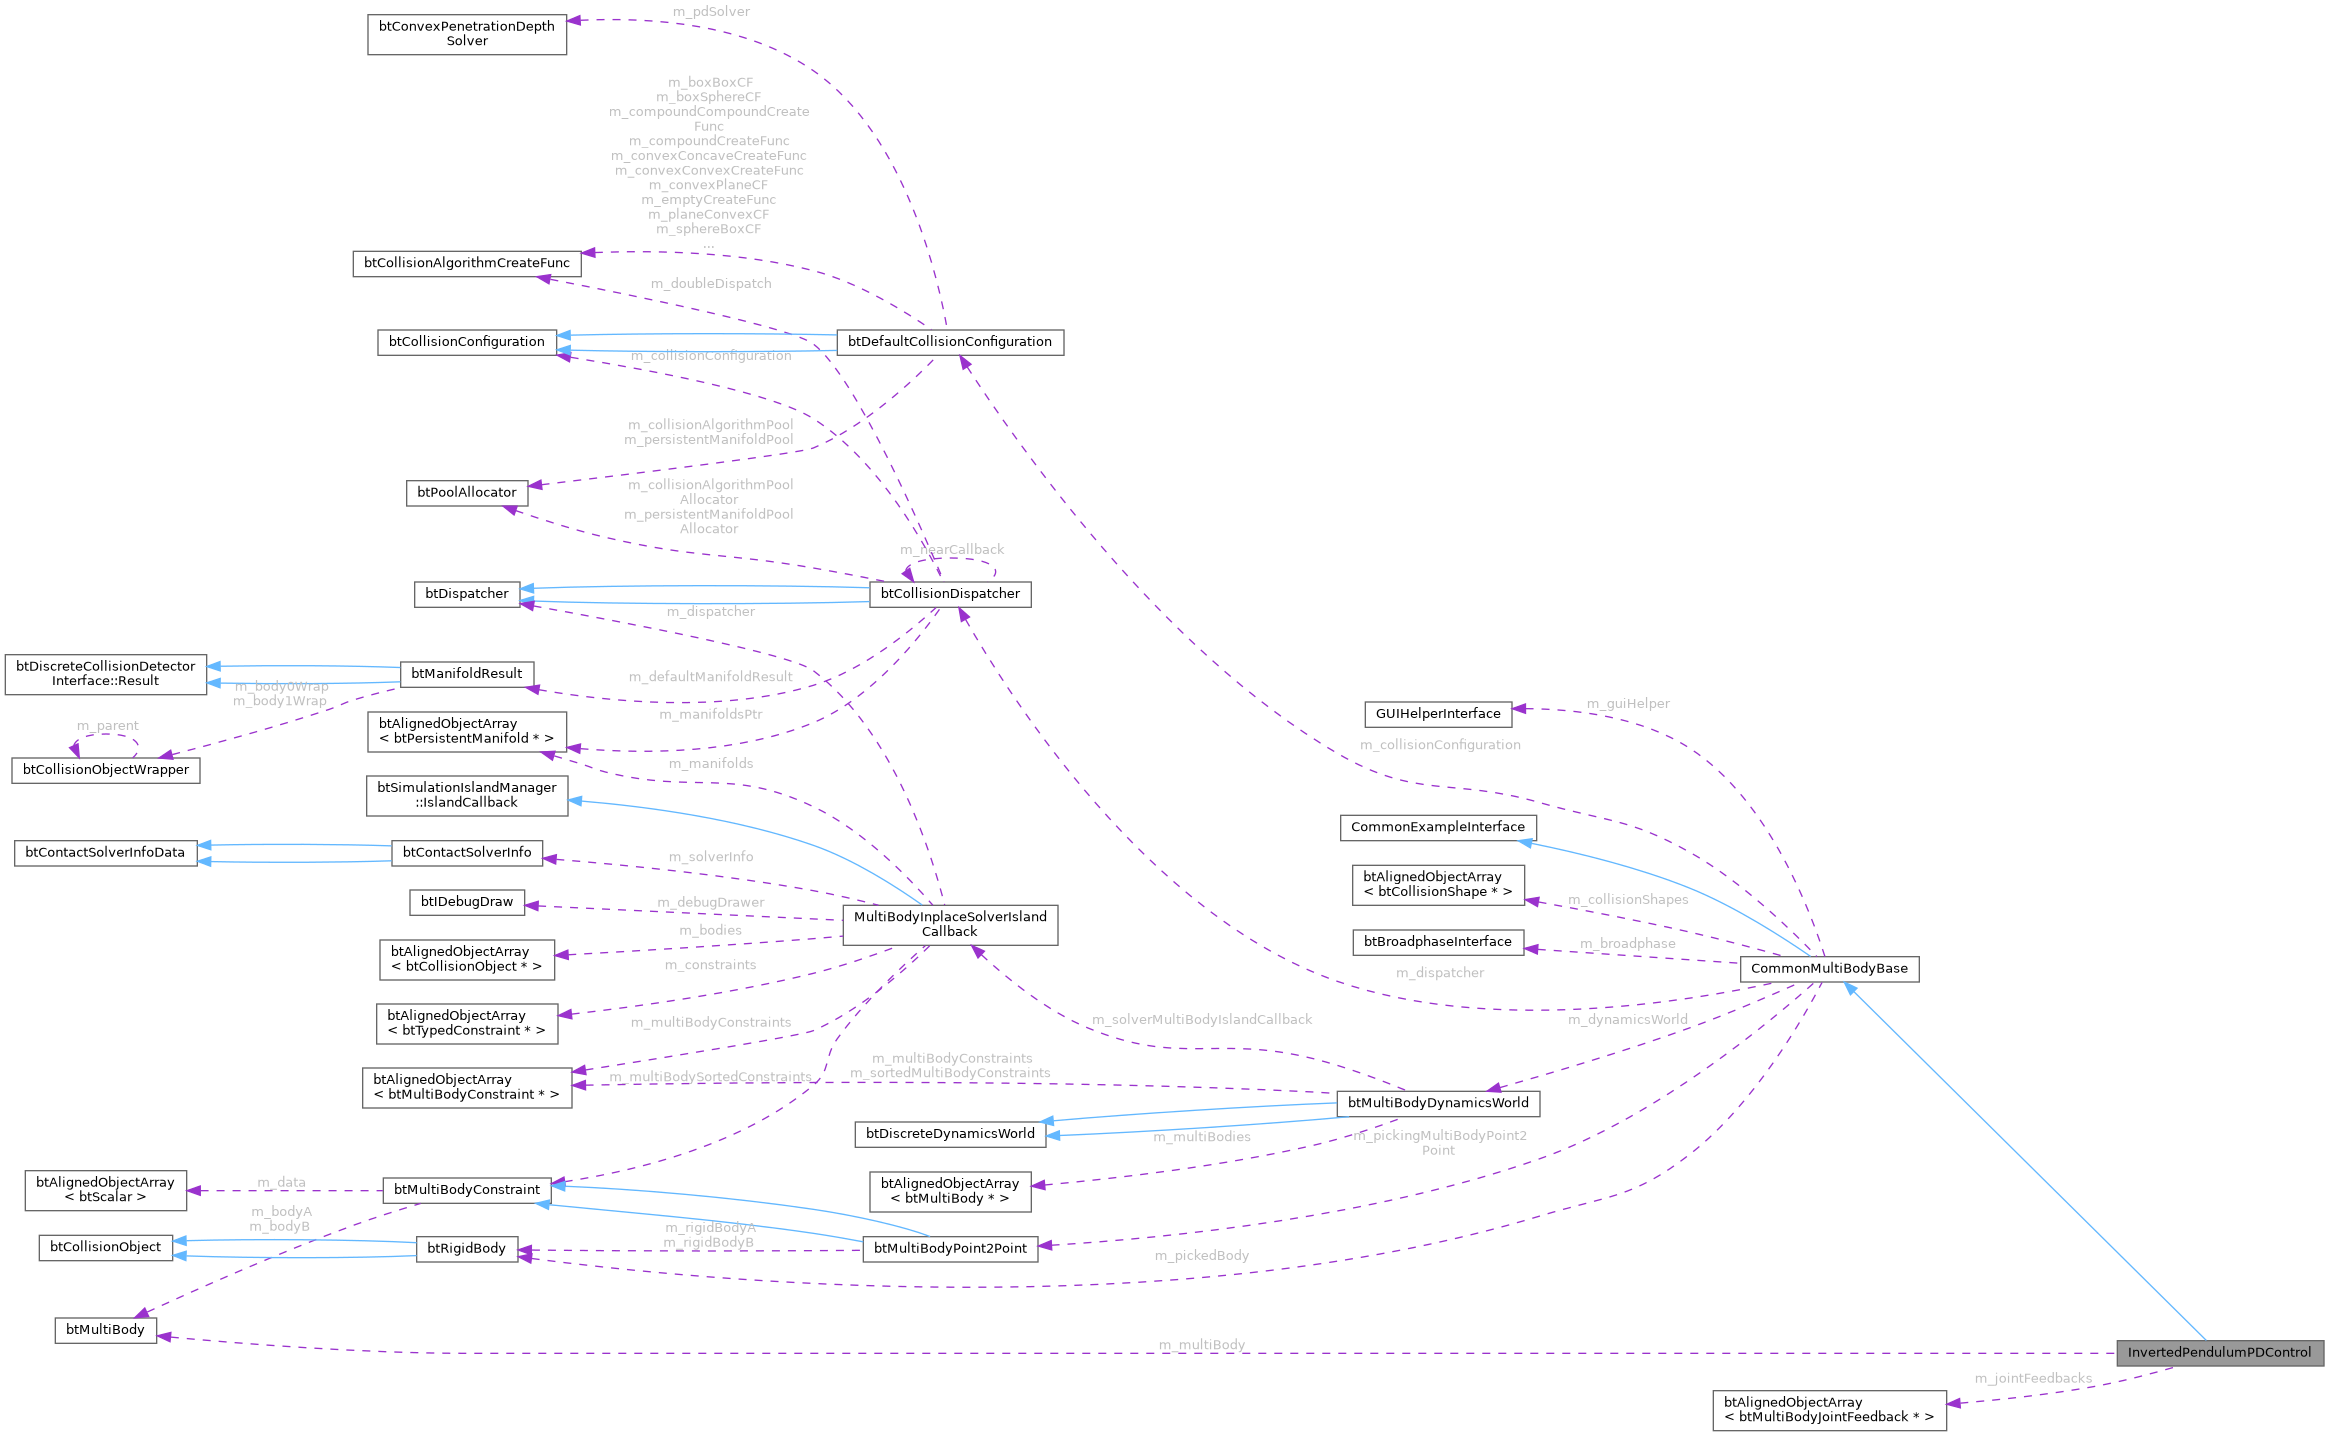 m_pdSolver
btConvexPenetrationDepth
Solver
m_boxBoxCF
m_boxSphereCF
m_compoundCompoundCreate
Func
m_compoundCreateFunc
m_convexConcaveCreateFunc
m_convexConvexCreateFunc
m_convexPlaneCF
m_emptyCreateFunc
m_planeConvexCF
m_sphereBoxCF
...
btCollisionAlgorithmCreateFunc
m_doubleDispatch
btCollisionConfiguration
btDefaultCollisionConfiguration
m_collisionConfiguration
m_collisionAlgorithmPool
m_persistentManifoldPool
btPoolAllocator
m_collisionAlgorithmPool
Allocator
m_persistentManifoldPool
Allocator
m_nearCallback
btDispatcher
btCollisionDispatcher
m_dispatcher
btDiscreteCollisionDetector
Interface::Result
btManifoldResult
m_defaultManifoldResult
m_body0Wrap
m_body1Wrap
m_parent
btCollisionObjectWrapper
m_manifoldsPtr
btAlignedObjectArray
< btPersistentManifold * >
m_manifolds
GUIHelperInterface
m_guiHelper
m_collisionConfiguration
btSimulationIslandManager
::IslandCallback
CommonExampleInterface
btContactSolverInfoData
btContactSolverInfo
m_solverInfo
btAlignedObjectArray
< btCollisionShape * >
m_collisionShapes
btIDebugDraw
m_debugDrawer
MultiBodyInplaceSolverIsland
Callback
m_bodies
btBroadphaseInterface
m_broadphase
btAlignedObjectArray
< btCollisionObject * >
m_constraints
CommonMultiBodyBase
m_dispatcher
btAlignedObjectArray
< btTypedConstraint * >
m_multiBodyConstraints
m_solverMultiBodyIslandCallback
m_dynamicsWorld
m_multiBodyConstraints
m_sortedMultiBodyConstraints
btAlignedObjectArray
< btMultiBodyConstraint * >
m_multiBodySortedConstraints
btMultiBodyDynamicsWorld
btDiscreteDynamicsWorld
m_multiBodies
m_pickingMultiBodyPoint2
Point
btAlignedObjectArray
< btScalar >
m_data
btMultiBodyConstraint
btAlignedObjectArray
< btMultiBody * >
m_bodyA
m_bodyB
m_rigidBodyA
m_rigidBodyB
btCollisionObject
btRigidBody
btMultiBodyPoint2Point
m_pickedBody
btMultiBody
m_multiBody
InvertedPendulumPDControl
m_jointFeedbacks
btAlignedObjectArray
< btMultiBodyJointFeedback * >